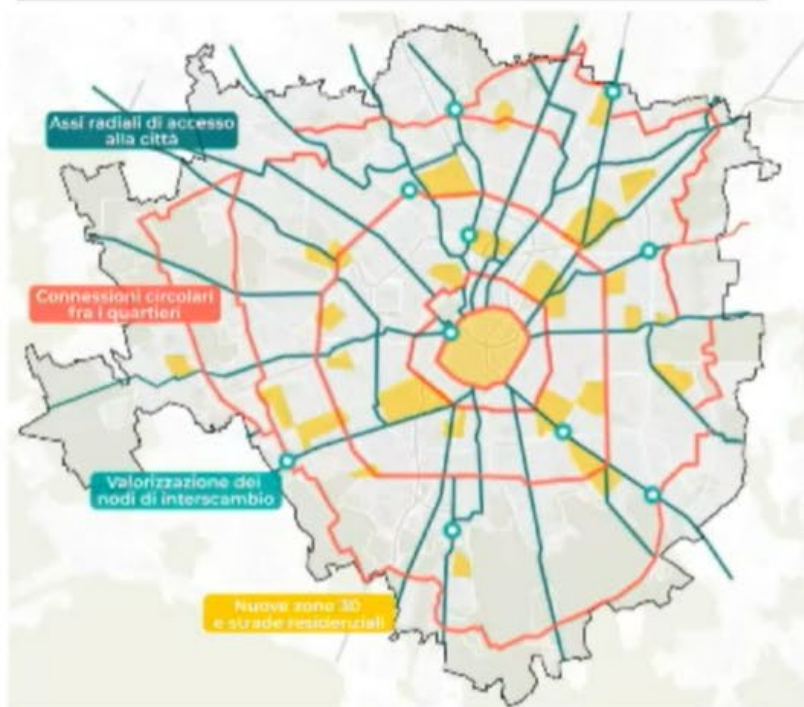 Assi radiali di accesso
alla città
Connessioni circolari
fra i quartieri
Valorizzazione dei
nodi di interscambio
Nuove zone 30
e strade residenziali